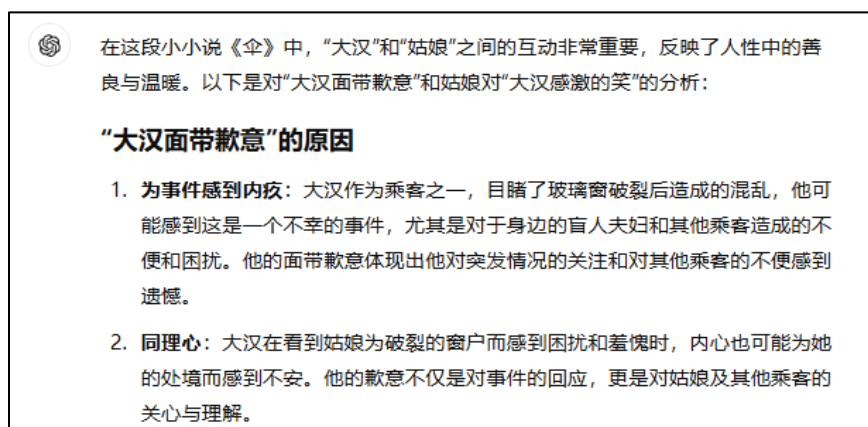 在这段小小说《伞》中，“大汉”和“姑娘”之间的互动非常重要，反映了人性中的善
良与温暖。以下是对“大汉面带歉意”和姑娘对“大汉感激的笑”的分析：
“大汉面带歉意”的原因
1. 为事件感到内疚：大汉作为乘客之一，目睹了玻璃窗破裂后造成的混乱，他可
能感到这是一个不幸的事件，尤其是对于身边的盲人夫妇和其他乘客造成的不
便和困扰。他的面带歉意体现出他对突发情况的关注和对其他乘客的不便感到
遗憾。
2. 同理心：大汉在看到姑娘为破裂的窗户而感到困扰和羞愧时，内心也可能为她
的处境而感到不安。他的歉意不仅是对事件的回应，更是对姑娘及其他乘客的
关心与理解。